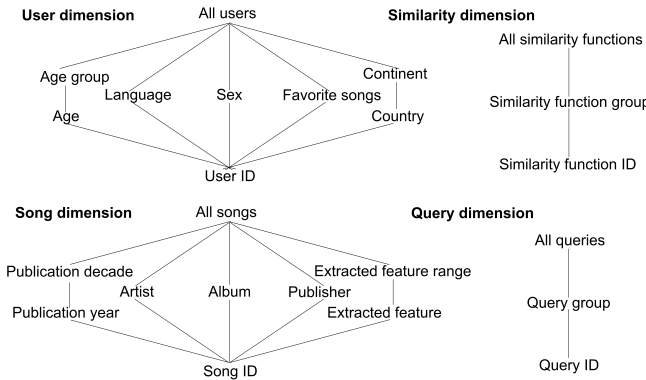 User dimension
All users
Age group
Language
Sex
Favorite songs
Continent
Age
Country
User ID
Similarity dimension
All similarity functions
Similarity function group
Similarity function ID
Song dimension
All songs
Publication decade
Artist
Album
Publisher
Extracted feature range
Publication year
Extracted feature
Song ID
Query dimension
All queries
Query group
Query ID